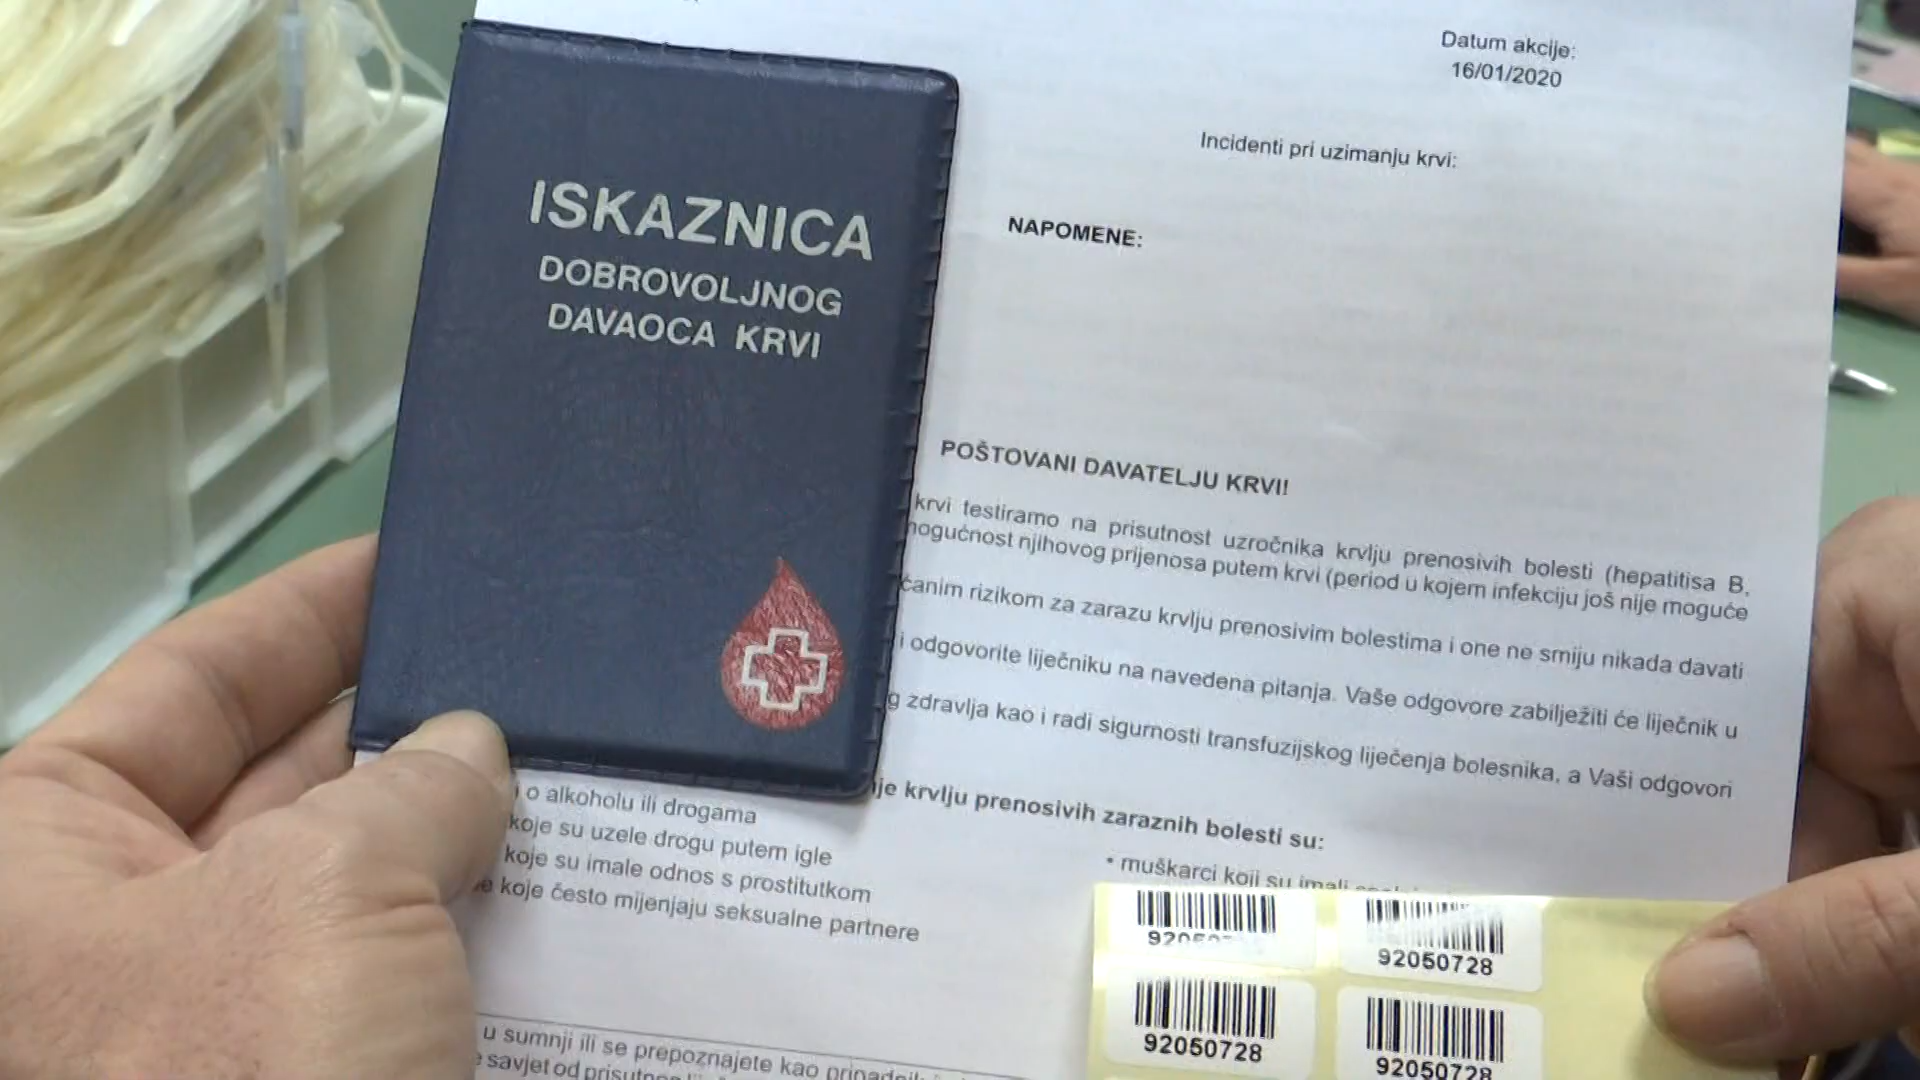 Datum akcije:
16/01/2020
Incidenti pri uzimanju krvi:
NAPOMENE:
ISKAZNICA
DOBROVOLJNOG
DAVAOCA KRVI
POŠTOVANI DAVATELJU KRVI!
krvi testiramo na prisutnost uzročnika krvlju prenosivih bolesti (hepatitisa B,
njihovog prijenosa putem krvi (period u kojem infekciju još nije moguće
rizikom za zarazu krvlju prenosivim bolestima i one ne smiju nikada davati
i odgovorite liječniku na navedena pitanja. Vaše odgovore zabilježiti će liječnik u
zdravlja kao i radi sigurnosti transfuzijskog liječenja bolesnika, a Vaši odgovori
krvlju prenosivih zaraznih bolesti su:
o alkoholu ili drogama
koje su uzele drogu putem igle
koje su imale odnos s prostitutkom
koje često mijenjaju seksualne partnere
* muškarci koji su imali
92050728
92050728
92050728
u sumnji ili se prepoznajete kao
savjet od